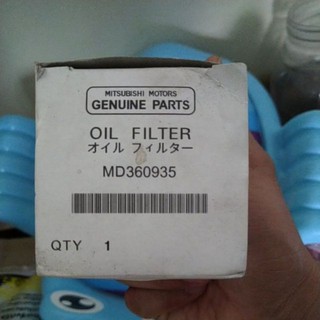 MITSUBISHI MOTORS
GENUINE PARTS
OIL FILTER
オイル フィルター
MD360935
QTY 1